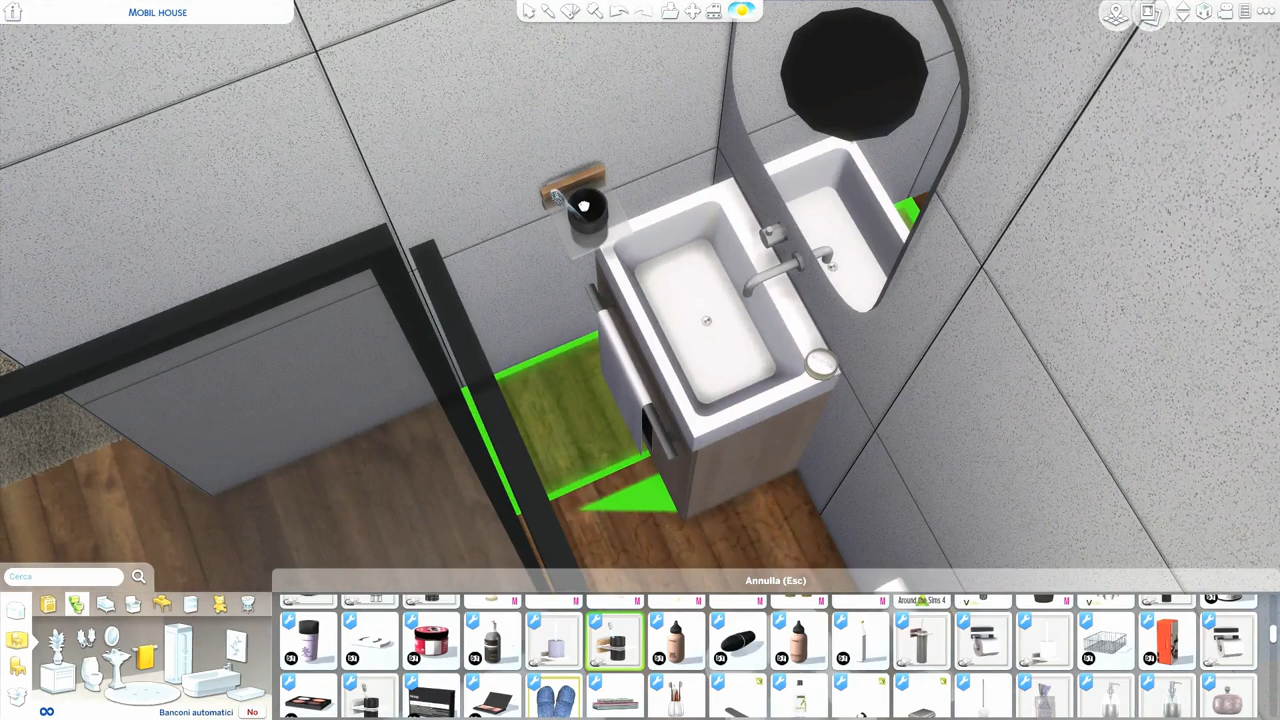 MOBIL HOUSE
Annulla (Esc)
Cerca
Around the Sims 4
Banconi automatici No